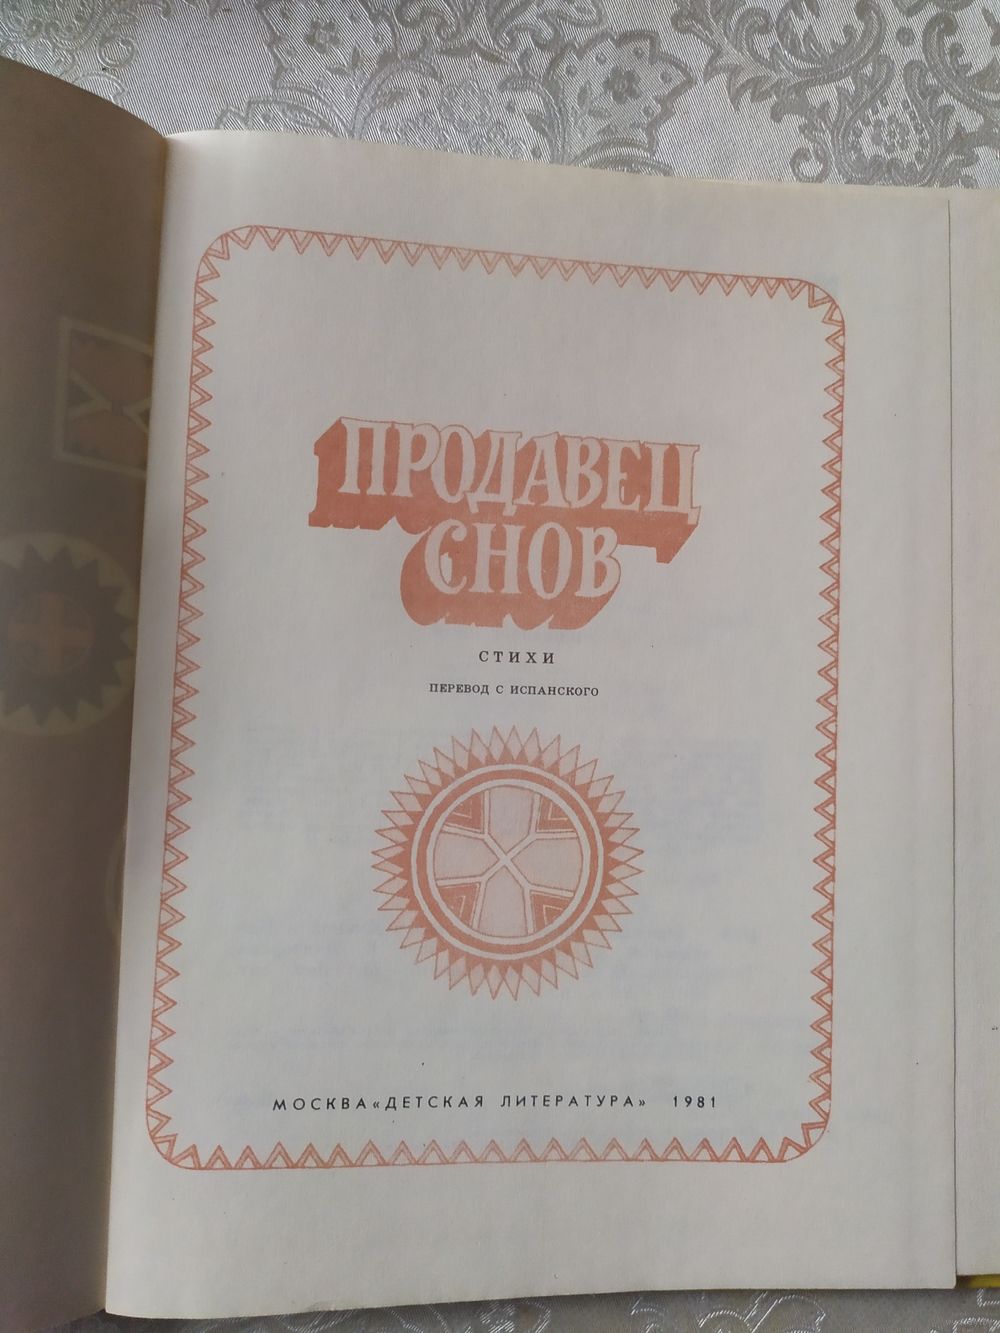 ПРОДАВЕЦ
СНОВ
СТИХИ
ПЕРЕВОД С ИСПАНСКОГО
МОСКВА «ДЕТСКАЯ ЛИТЕРАТУРА» 1981